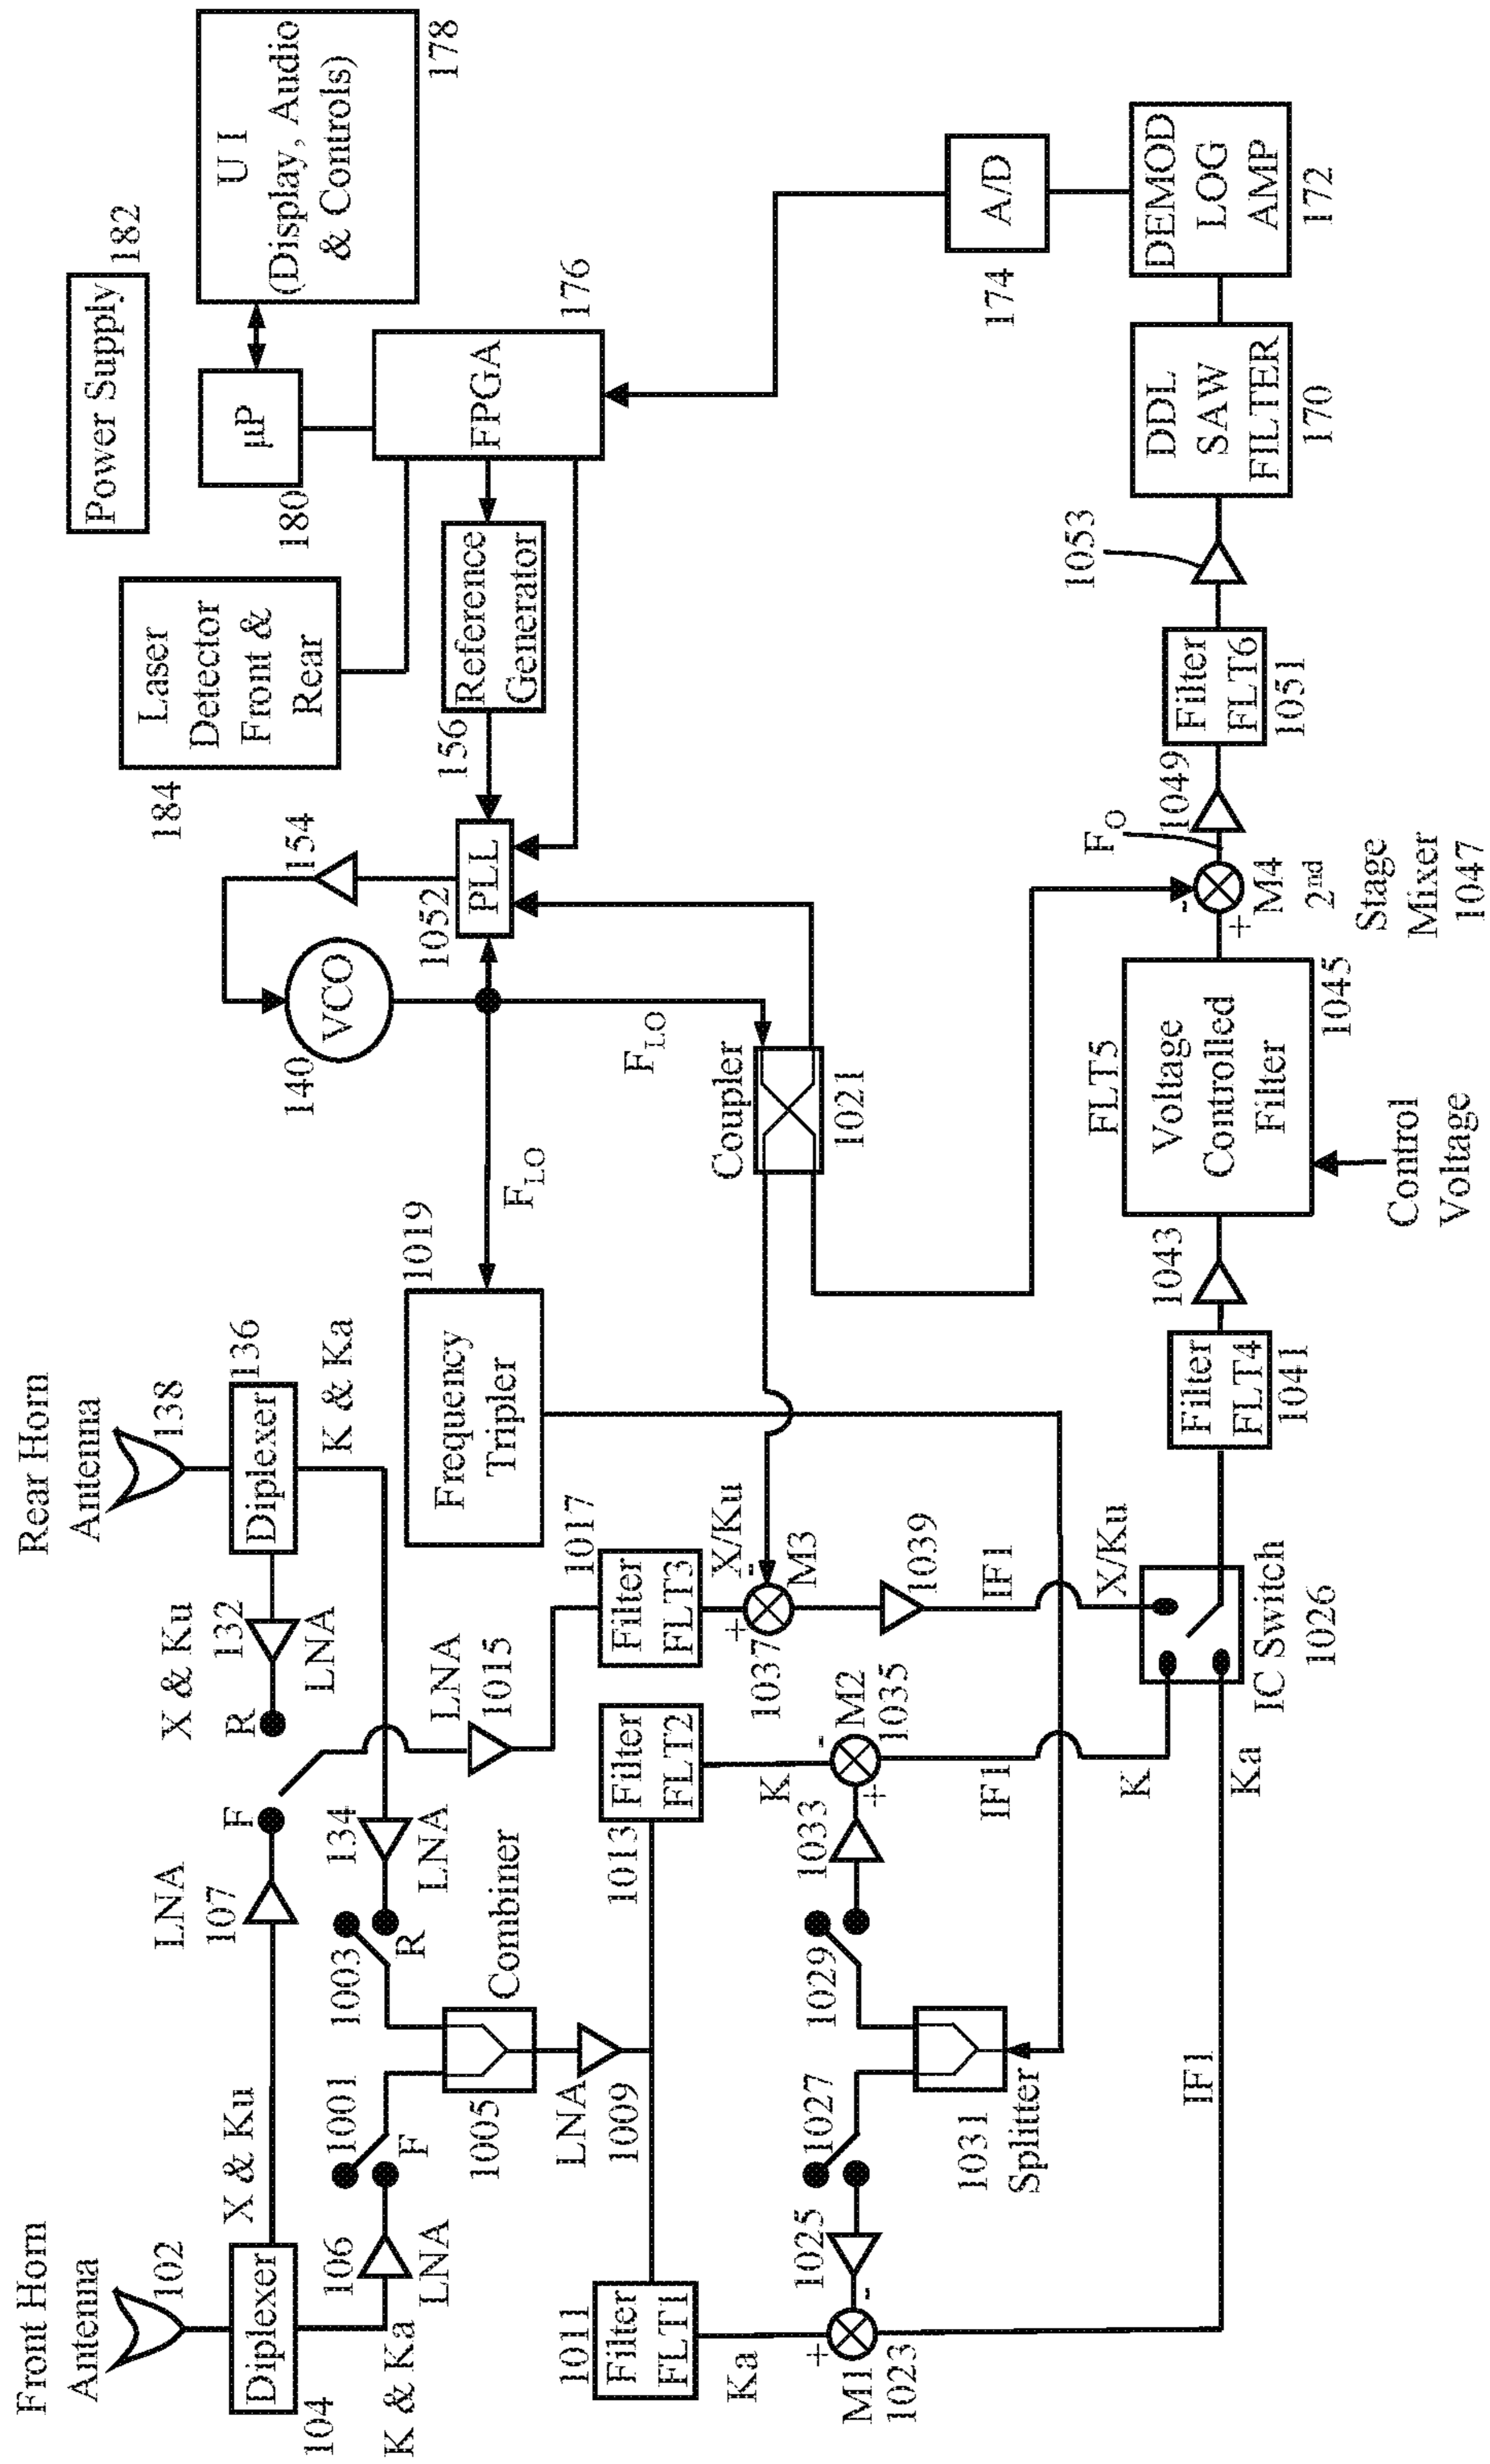 Front Horn
Antenna
102
Diplexer
104
X & Ku
K & Ka
106
LNA
LNA
107
F
1001
F
1003
R
134
LNA
R
X & Ku
132
LNA
Rear Horn
Antenna
138
Diplexer
136
K & Ka
1005
Combiner
LNA
1009
LNA
1015
1011
Filter
FLT1
1013
Filter
FLT2
Filter
FLT3
1017
Frequency
Tripler
1019
F_LO
140
VCO
154
1052
PLL
156
Reference
Generator
184
Laser
Detector
Front &
Rear
Power Supply
182
180
µP
U I
(Display, Audio
& Controls)
178
FPGA
176
Ka
+
-
M1
1023
1025
1027
1031
Splitter
1029
1033
K
-
+
M2
1035
X/Ku
-
+
M3
1037
1039
IF1
IF1
IF1
X/Ku
K
Ka
IC Switch
1026
F_LO
Coupler
1021
Filter
FLT4
1041
1043
FLT5
Voltage
Controlled
Filter
1045
Control
Voltage
-
+
M4
2nd
Stage
Mixer
1047
F_O
1049
Filter
FLT6
1051
1053
DDL
SAW
FILTER
170
DEMOD
LOG
AMP
172
A/D
174